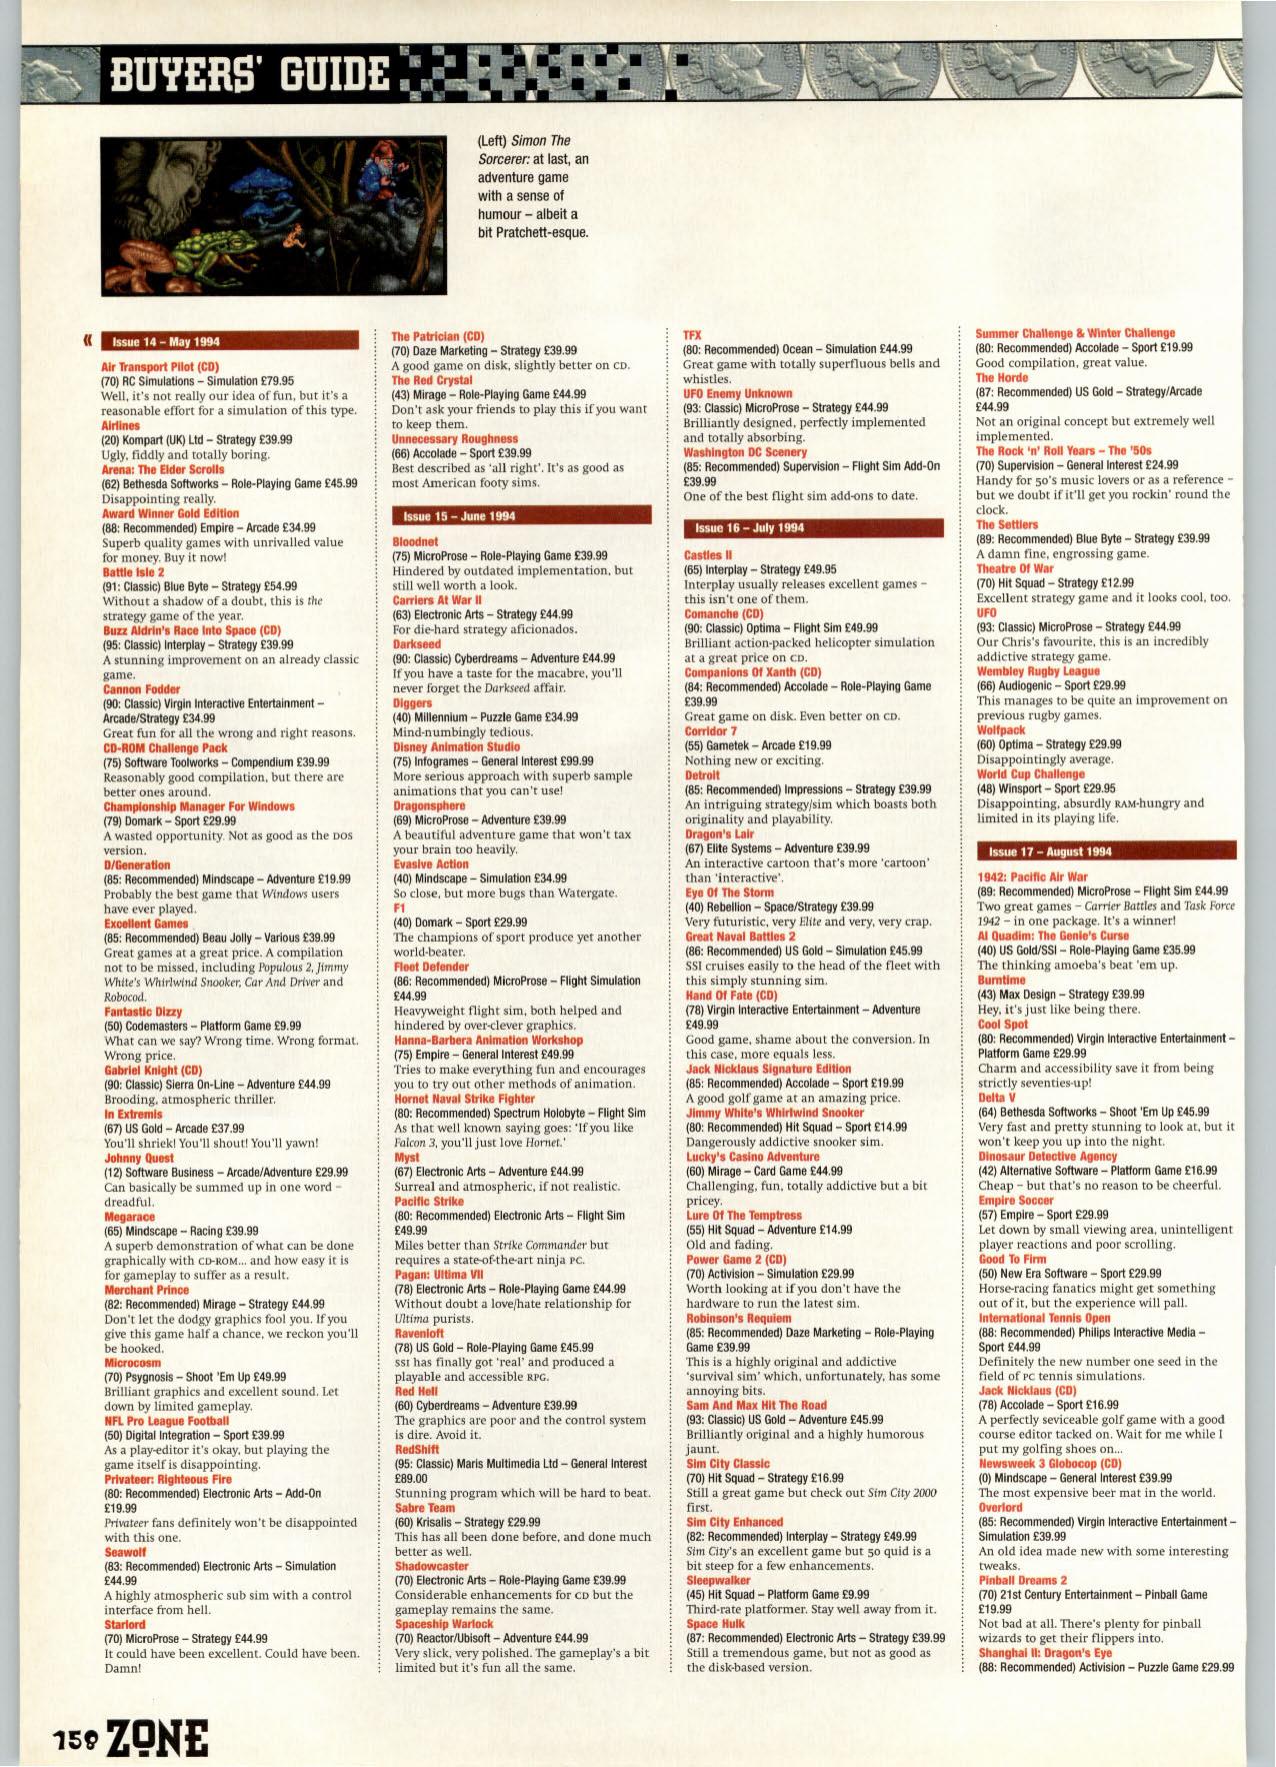 BUYERS' GUIDE
(Left) Simon The
Sorcerer: at last, an
adventure game
with a sense of
humour – albeit a
bit Pratchett-esque.
« Issue 14 – May 1994
Air Transport Pilot (CD)
(70) RC Simulations – Simulation £79.95
Well, it's not really our idea of fun, but it's a
reasonable effort for a simulation of this type.
Airlines
(20) Kompart (UK) Ltd – Strategy £39.99
Ugly, fiddly and totally boring.
Arena: The Elder Scrolls
(62) Bethesda Softworks – Role-Playing Game £45.99
Disappointing really.
Award Winner Gold Edition
(88: Recommended) Empire – Arcade £34.99
Superb quality games with unrivalled value
for money. Buy it now!
Battle Isle 2
(91: Classic) Blue Byte – Strategy £54.99
Without a shadow of a doubt, this is the
strategy game of the year.
Buzz Aldrin's Race Into Space (CD)
(95: Classic) Interplay – Strategy £39.99
A stunning improvement on an already classic
game.
Cannon Fodder
(90: Classic) Virgin Interactive Entertainment –
Arcade/Strategy £34.99
Great fun for all the wrong and right reasons.
CD-ROM Challenge Pack
(75) Software Toolworks – Compendium £39.99
Reasonably good compilation, but there are
better ones around.
Championship Manager For Windows
(79) Domark – Sport £29.99
A wasted opportunity. Not as good as the DOS
version.
D/Generation
(85: Recommended) Mindscape – Adventure £19.99
Probably the best game that Windows users
have ever played.
Excellent Games
(85: Recommended) Beau Jolly – Various £39.99
Great games at a great price. A compilation
not to be missed, including Populous 2, Jimmy
White's Whirlwind Snooker, Car And Driver and
Robocod.
Fantastic Dizzy
(50) Codemasters – Platform Game £9.99
What can we say? Wrong time. Wrong format.
Wrong price.
Gabriel Knight (CD)
(90: Classic) Sierra On-Line – Adventure £44.99
Brooding, atmospheric thriller.
In Extremis
(67) US Gold – Arcade £37.99
You'll shriek! You'll shout! You'll yawn!
Johnny Quest
(12) Software Business – Arcade/Adventure £29.99
Can basically be summed up in one word –
dreadful.
Megarace
(65) Mindscape – Racing £39.99
A superb demonstration of what can be done
graphically with CD-ROM... and how easy it is
for gameplay to suffer as a result.
Merchant Prince
(82: Recommended) Mirage – Strategy £44.99
Don't let the dodgy graphics fool you. If you
give this game half a chance, we reckon you'll
be hooked.
Microcosm
(70) Psygnosis – Shoot 'Em Up £49.99
Brilliant graphics and excellent sound. Let
down by limited gameplay.
NFL Pro League Football
(50) Digital Integration – Sport £39.99
As a play-editor it's okay, but playing the
game itself is disappointing.
Privateer: Righteous Fire
(80: Recommended) Electronic Arts – Add-On
£19.99
Privateer fans definitely won't be disappointed
with this one.
Seawolf
(83: Recommended) Electronic Arts – Simulation
£44.99
A highly atmospheric sub sim with a control
interface from hell.
Starlord
(70) MicroProse – Strategy £44.99
It could have been excellent. Could have been.
Damn!
The Patrician (CD)
(70) Daze Marketing – Strategy £39.99
A good game on disk, slightly better on CD.
The Red Crystal
(43) Mirage – Role-Playing Game £44.99
Don't ask your friends to play this if you want
to keep them.
Unnecessary Roughness
(66) Accolade – Sport £39.99
Best described as 'all right'. It's as good as
most American footy sims.
Issue 15 – June 1994
Bloodnet
(75) MicroProse – Role-Playing Game £39.99
Hindered by outdated implementation, but
still well worth a look.
Carriers At War II
(63) Electronic Arts – Strategy £44.99
For die-hard strategy aficionados.
Darkseed
(90: Classic) Cyberdreams – Adventure £44.99
If you have a taste for the macabre, you'll
never forget the Darkseed affair.
Diggers
(40) Millennium – Puzzle Game £34.99
Mind-numbingly tedious.
Disney Animation Studio
(75) Infogrames – General Interest £99.99
More serious approach with superb sample
animations that you can't use!
Dragonsphere
(69) MicroProse – Adventure £39.99
A beautiful adventure game that won't tax
your brain too heavily.
Evasive Action
(40) Mindscape – Simulation £34.99
So close, but more bugs than Watergate.
F1
(40) Domark – Sport £29.99
The champions of sport produce yet another
world-beater.
Fleet Defender
(86: Recommended) MicroProse – Flight Simulation
£44.99
Heavyweight flight sim, both helped and
hindered by over-clever graphics.
Hanna-Barbera Animation Workshop
(75) Empire – General Interest £49.99
Tries to make everything fun and encourages
you to try out other methods of animation.
Hornet Naval Strike Fighter
(80: Recommended) Spectrum Holobyte – Flight Sim
As that well known saying goes: 'If you like
Falcon 3, you'll just love Hornet.'
Myst
(67) Electronic Arts – Adventure £44.99
Surreal and atmospheric, if not realistic.
Pacific Strike
(80: Recommended) Electronic Arts – Flight Sim
£49.99
Miles better than Strike Commander but
requires a state-of-the-art ninja PC.
Pagan: Ultima VII
(78) Electronic Arts – Role-Playing Game £44.99
Without doubt a love/hate relationship for
Ultima purists.
Ravenloft
(78) US Gold – Role-Playing Game £45.99
SSI has finally got 'real' and produced a
playable and accessible RPG.
Red Hell
(60) Cyberdreams – Adventure £39.99
The graphics are poor and the control system
is dire. Avoid it.
RedShift
(95: Classic) Maris Multimedia Ltd – General Interest
£89.00
Stunning program which will be hard to beat.
Sabre Team
(60) Krisalis – Strategy £29.99
This has all been done before, and done much
better as well.
Shadowcaster
(70) Electronic Arts – Role-Playing Game £39.99
Considerable enhancements for CD but the
gameplay remains the same.
Spaceship Warlock
(70) Reactor/Ubisoft – Adventure £44.99
Very slick, very polished. The gameplay's a bit
limited but it's fun all the same.
TFX
(80: Recommended) Ocean – Simulation £44.99
Great game with totally superfluous bells and
whistles.
UFO Enemy Unknown
(93: Classic) MicroProse – Strategy £44.99
Brilliantly designed, perfectly implemented
and totally absorbing.
Washington DC Scenery
(85: Recommended) Supervision – Flight Sim Add-On
£39.99
One of the best flight sim add-ons to date.
Issue 16 – July 1994
Castles II
(65) Interplay – Strategy £49.95
Interplay usually releases excellent games –
this isn't one of them.
Comanche (CD)
(90: Classic) Optima – Flight Sim £49.99
Brilliant action-packed helicopter simulation
at a great price on CD.
Companions Of Xanth (CD)
(84: Recommended) Accolade – Role-Playing Game
£39.99
Great game on disk. Even better on CD.
Corridor 7
(55) Gametek – Arcade £19.99
Nothing new or exciting.
Detroit
(85: Recommended) Impressions – Strategy £39.99
An intriguing strategy/sim which boasts both
originality and playability.
Dragon's Lair
(67) Elite Systems – Adventure £39.99
An interactive cartoon that's more 'cartoon'
than 'interactive'.
Eye Of The Storm
(40) Rebellion – Space/Strategy £39.99
Very futuristic, very Elite and very, very crap.
Great Naval Battles 2
(86: Recommended) US Gold – Simulation £45.99
SSI cruises easily to the head of the fleet with
this simply stunning sim.
Hand Of Fate (CD)
(78) Virgin Interactive Entertainment – Adventure
£49.99
Good game, shame about the conversion. In
this case, more equals less.
Jack Nicklaus Signature Edition
(85: Recommended) Accolade – Sport £19.99
A good golf game at an amazing price.
Jimmy White's Whirlwind Snooker
(80: Recommended) Hit Squad – Sport £14.99
Dangerously addictive snooker sim.
Lucky's Casino Adventure
(60) Mirage – Card Game £44.99
Challenging, fun, totally addictive but a bit
pricey.
Lure Of The Temptress
(55) Hit Squad – Adventure £14.99
Old and fading.
Power Game 2 (CD)
(70) Activision – Simulation £29.99
Worth looking at if you don't have the
hardware to run the latest sim.
Robinson's Requiem
(85: Recommended) Daze Marketing – Role-Playing
Game £39.99
This is a highly original and addictive
'survival sim' which, unfortunately, has some
annoying bits.
Sam And Max Hit The Road
(93: Classic) US Gold – Adventure £45.99
Brilliantly original and a highly humorous
jaunt.
Sim City Classic
(70) Hit Squad – Strategy £16.99
Still a great game but check out Sim City 2000
first.
Sim City Enhanced
(82: Recommended) Interplay – Strategy £49.99
Sim City's an excellent game but 50 quid is a
bit steep for a few enhancements.
Sleepwalker
(45) Hit Squad – Platform Game £9.99
Third-rate platformer. Stay well away from it.
Space Hulk
(87: Recommended) Electronic Arts – Strategy £39.99
Still a tremendous game, but not as good as
the disk-based version.
Summer Challenge & Winter Challenge
(80: Recommended) Accolade – Sport £19.99
Good compilation, great value.
The Horde
(87: Recommended) US Gold – Strategy/Arcade
£44.99
Not an original concept but extremely well
implemented.
The Rock 'n' Roll Years – The '50s
(70) Supervision – General Interest £24.99
Handy for 50's music lovers or as a reference –
but we doubt if it'll get you rockin' round the
clock.
The Settlers
(89: Recommended) Blue Byte – Strategy £39.99
A damn fine, engrossing game.
Theatre Of War
(70) Hit Squad – Strategy £12.99
Excellent strategy game and it looks cool, too.
UFO
(93: Classic) MicroProse – Strategy £44.99
Our Chris's favourite, this is an incredibly
addictive strategy game.
Wembley Rugby League
(66) Audiogenic – Sport £29.99
This manages to be quite an improvement on
previous rugby games.
Wolfpack
(60) Optima – Strategy £29.99
Disappointingly average.
World Cup Challenge
(48) Winsport – Sport £29.95
Disappointing, absurdly RAM-hungry and
limited in its playing life.
Issue 17 – August 1994
1942: Pacific Air War
(89: Recommended) MicroProse – Flight Sim £44.99
Two great games – Carrier Battles and Task Force
1942 – in one package. It's a winner!
Al Quadim: The Genie's Curse
(40) US Gold/SSI – Role-Playing Game £35.99
The thinking amoeba's beat 'em up.
Burntime
(43) Max Design – Strategy £39.99
Hey, it's just like being there.
Cool Spot
(80: Recommended) Virgin Interactive Entertainment –
Platform Game £29.99
Charm and accessibility save it from being
strictly seventies-up!
Delta V
(64) Bethesda Softworks – Shoot 'Em Up £45.99
Very fast and pretty stunning to look at, but it
won't keep you up into the night.
Dinosaur Detective Agency
(42) Alternative Software – Platform Game £16.99
Cheap – but that's no reason to be cheerful.
Empire Soccer
(57) Empire – Sport £29.99
Let down by small viewing area, unintelligent
player reactions and poor scrolling.
Good To Firm
(50) New Era Software – Sport £29.99
Horse-racing fanatics might get something
out of it, but the experience will pall.
International Tennis Open
(88: Recommended) Philips Interactive Media –
Sport £44.99
Definitely the new number one seed in the
field of PC tennis simulations.
Jack Nicklaus (CD)
(78) Accolade – Sport £16.99
A perfectly seviceable golf game with a good
course editor tacked on. Wait for me while I
put my golfing shoes on...
Newsweek 3 Globocop (CD)
(0) Mindscape – General Interest £39.99
The most expensive beer mat in the world.
Overlord
(85: Recommended) Virgin Interactive Entertainment –
Simulation £39.99
An old idea made new with some interesting
tweaks.
Pinball Dreams 2
(70) 21st Century Entertainment – Pinball Game
£19.99
Not bad at all. There's plenty for pinball
wizards to get their flippers into.
Shanghai II: Dragon's Eye
(88: Recommended) Activision – Puzzle Game £29.99
158 ZONE